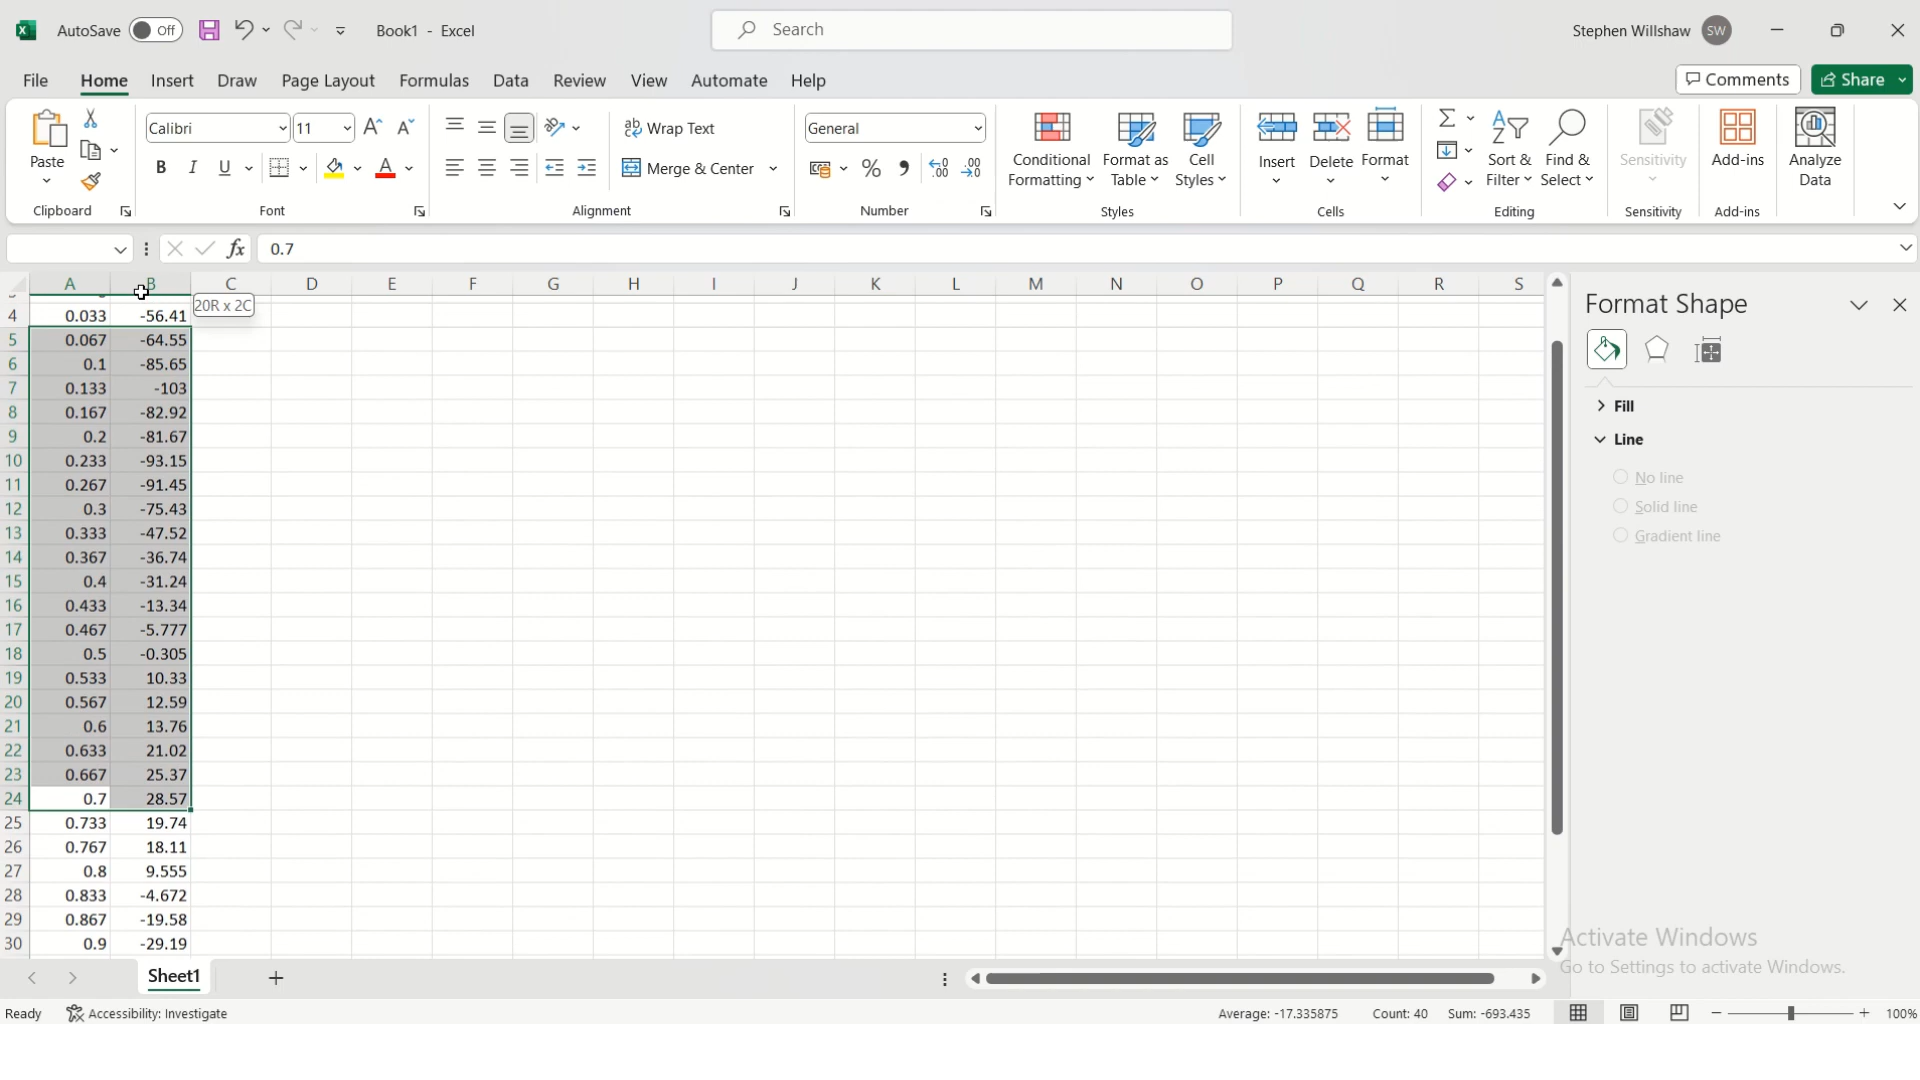 AutoSave Off Book1 - Excel Search Stephen Willshaw SW
File Home Insert Draw Page Layout Formulas Data Review View Automate Help Comments Share
Paste Calibri 11 Wrap Text General Conditional Formatting Format as Table Cell Styles Insert Delete Format Sort & Filter Find & Select Sensitivity Add-ins Analyze Data
B I U A Merge & Center % 9
Clipboard Font Alignment Number Styles Cells Editing Sensitivity Add-ins
fx 0.7
A B C D E F G H I J K L M N O P Q R S
20R x 2C
4 0.033 -56.41
5 0.067 -64.55
6 0.1 -85.65
7 0.133 -103
8 0.167 -82.92
9 0.2 -81.67
10 0.233 -93.15
11 0.267 -91.45
12 0.3 -75.43
13 0.333 -47.52
14 0.367 -36.74
15 0.4 -31.24
16 0.433 -13.34
17 0.467 -5.777
18 0.5 -0.305
19 0.533 10.33
20 0.567 12.59
21 0.6 13.76
22 0.633 21.02
23 0.667 25.37
24 0.7 28.57
25 0.733 19.74
26 0.767 18.11
27 0.8 9.555
28 0.833 -4.672
29 0.867 -19.58
30 0.9 -29.19
Format Shape
Fill
Line
No line
Solid line
Gradient line
Activate Windows
Go to Settings to activate Windows.
Sheet1
Ready Accessibility: Investigate Average: -17.335875 Count: 40 Sum: -693.435 100%